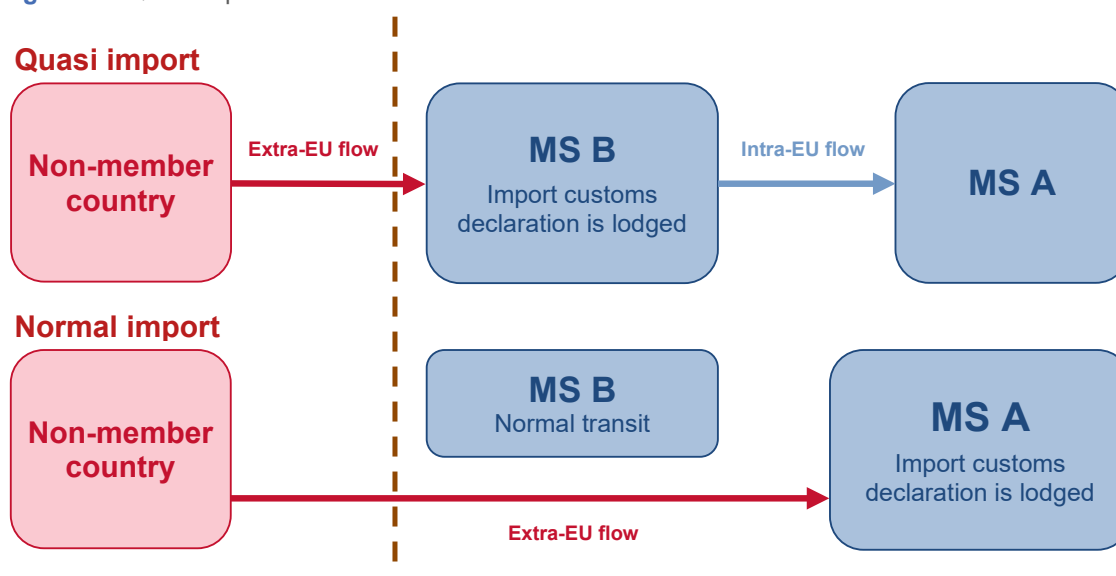 Quasi import
Non-member
country
Extra-EU flow
MS B
Import customs
declaration is lodged
Intra-EU flow
MS A
Normal import
Non-member
country
MS B
Normal transit
Extra-EU flow
MS A
Import customs
declaration is lodged